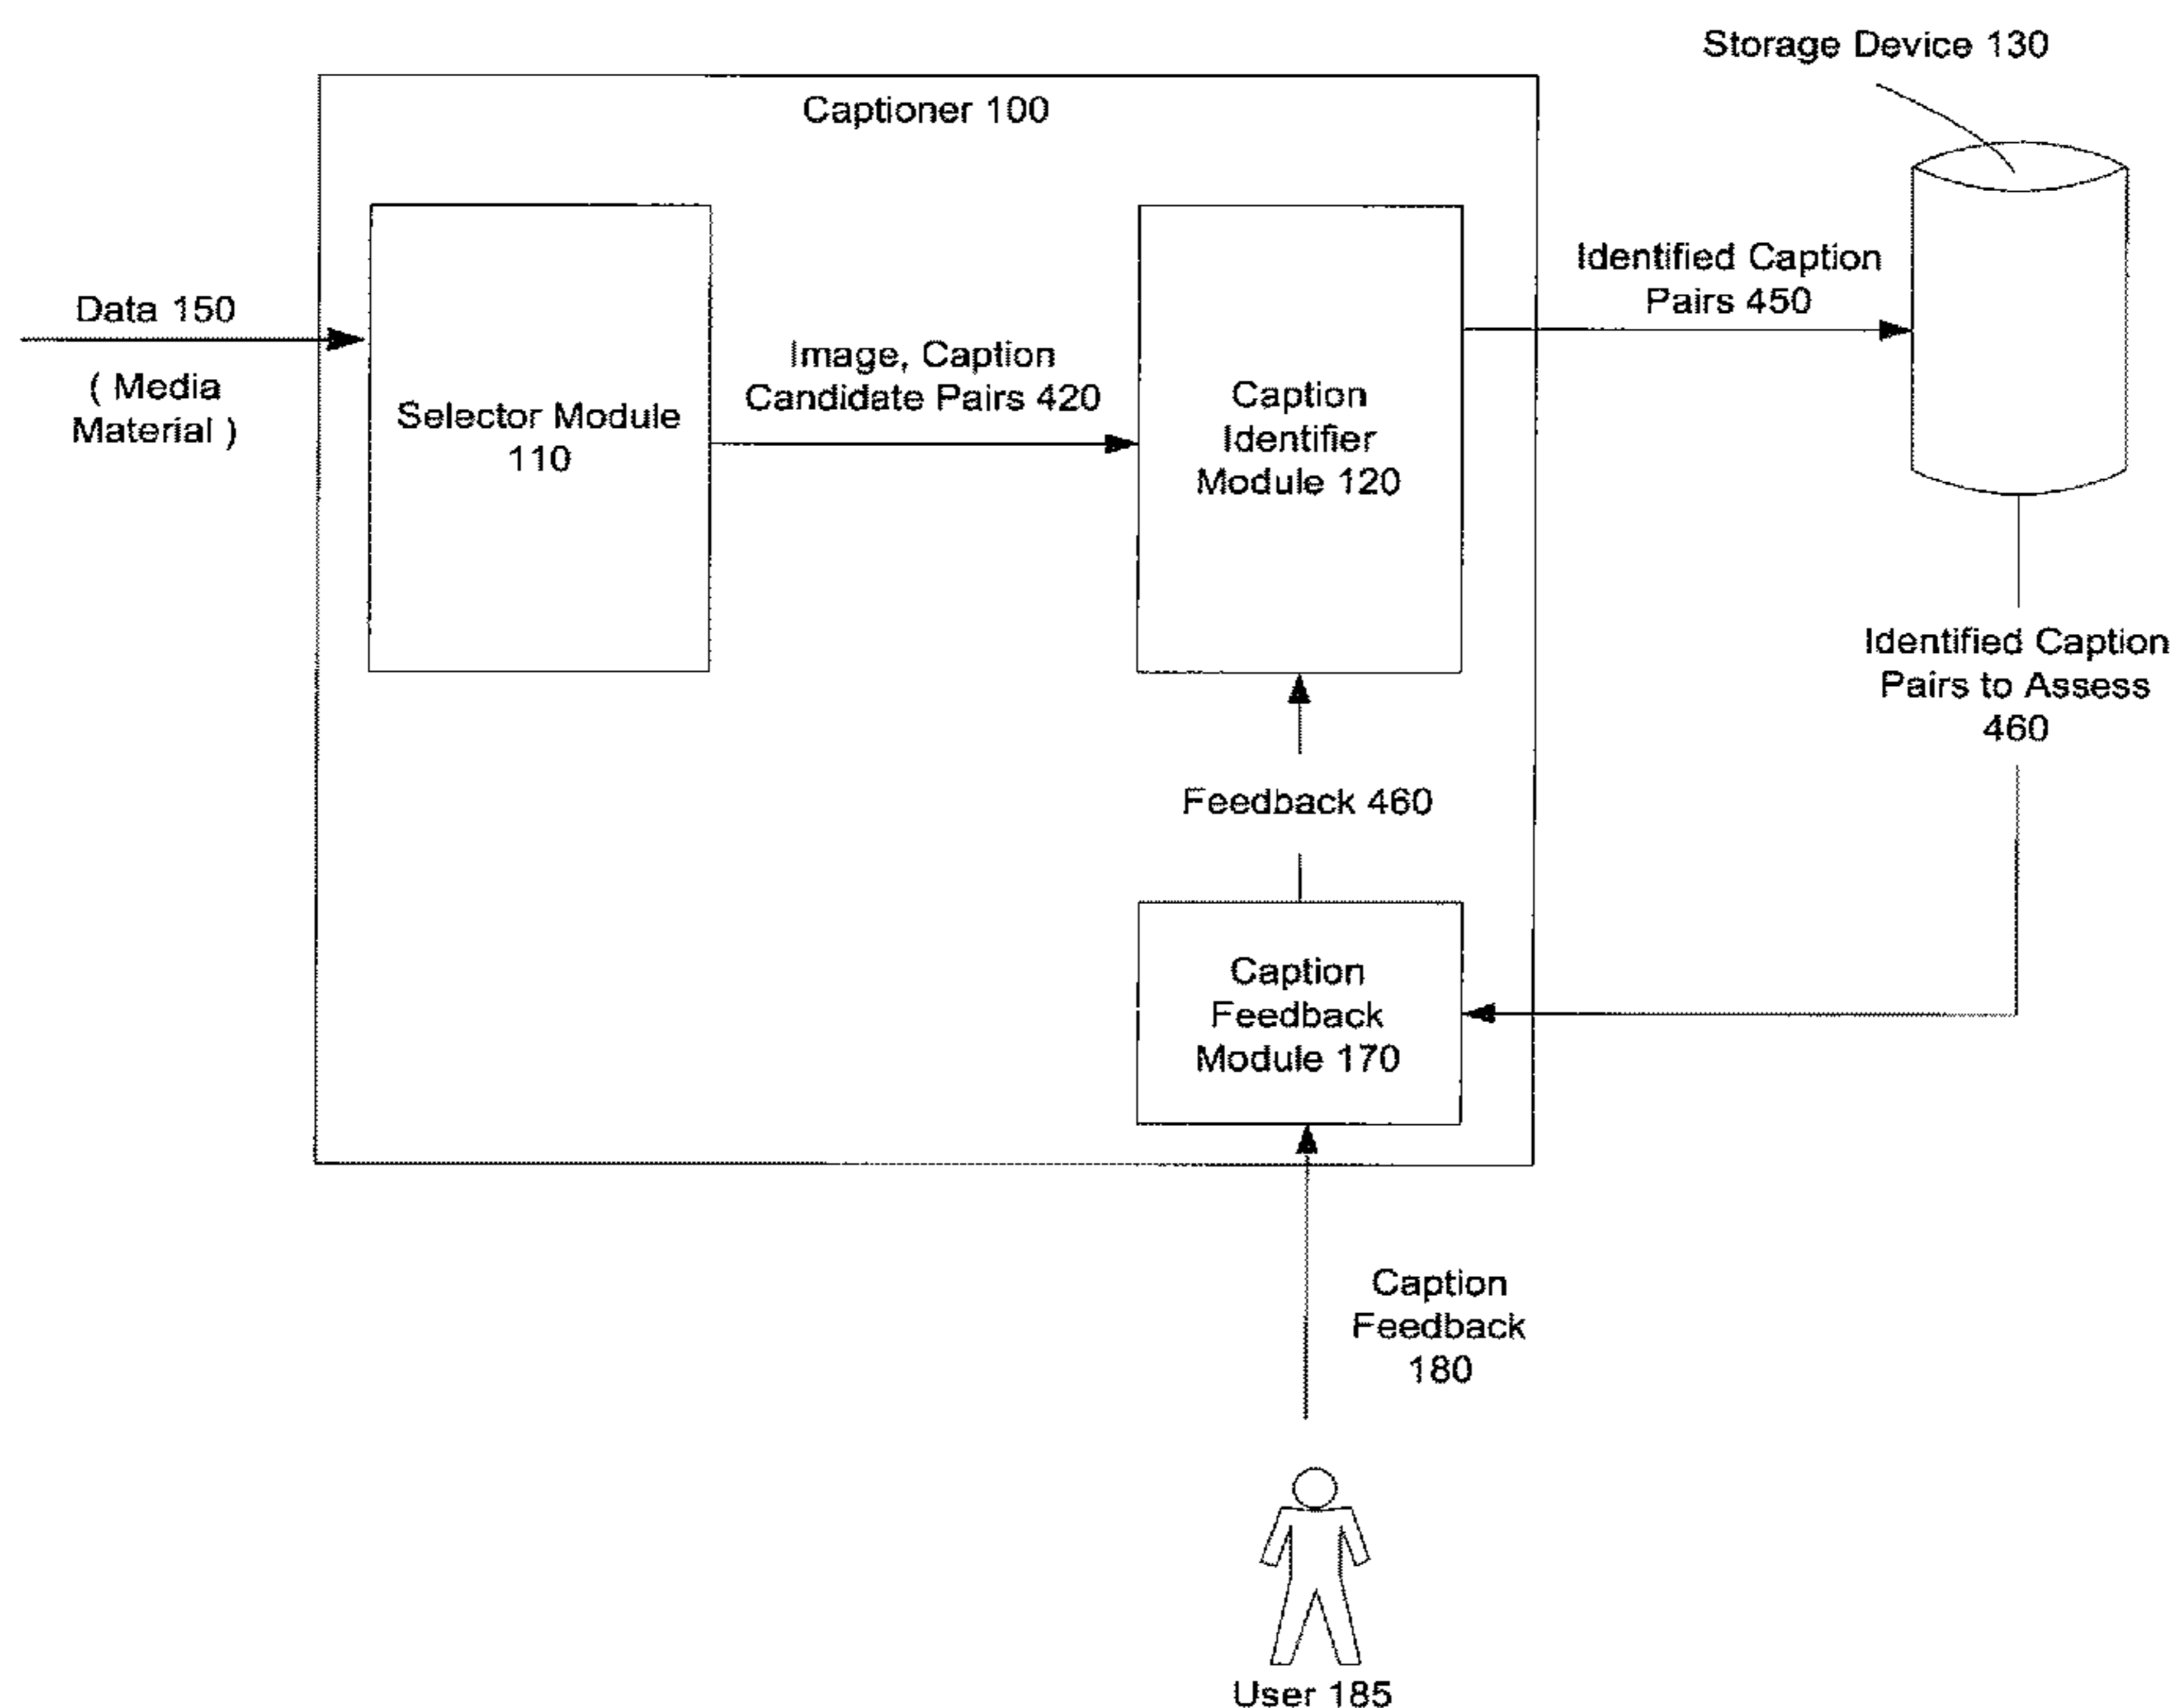 Storage Device 130
Captioner 100
Data 150
( Media
Material )
Selector Module
110
Image, Caption
Candidate Pairs 420
Caption
Identifier
Module 120
Identified Caption
Pairs 450
Identified Caption
Pairs to Assess
460
Feedback 460
Caption
Feedback
Module 170
Caption
Feedback
180
User 185